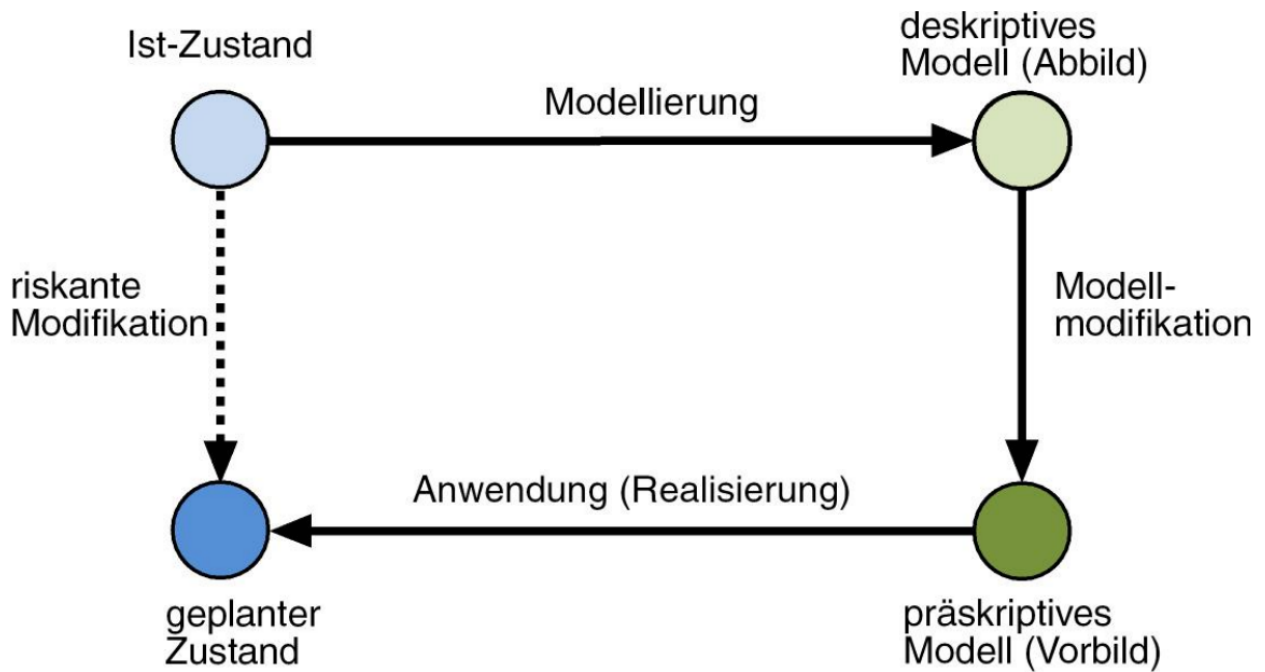 Ist-Zustand
deskriptives
Modell (Abbild)
Modellierung
riskante
Modifikation
Modell-
modifikation
Anwendung (Realisierung)
geplanter
Zustand
präskriptives
Modell (Vorbild)